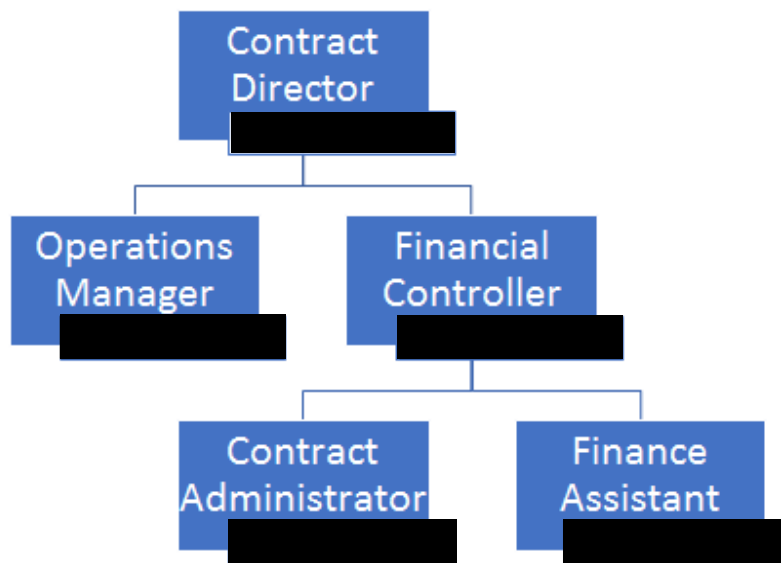 Contract
Director
Operations
Manager
Financial
Controller
Contract
Administrator
Finance
Assistant